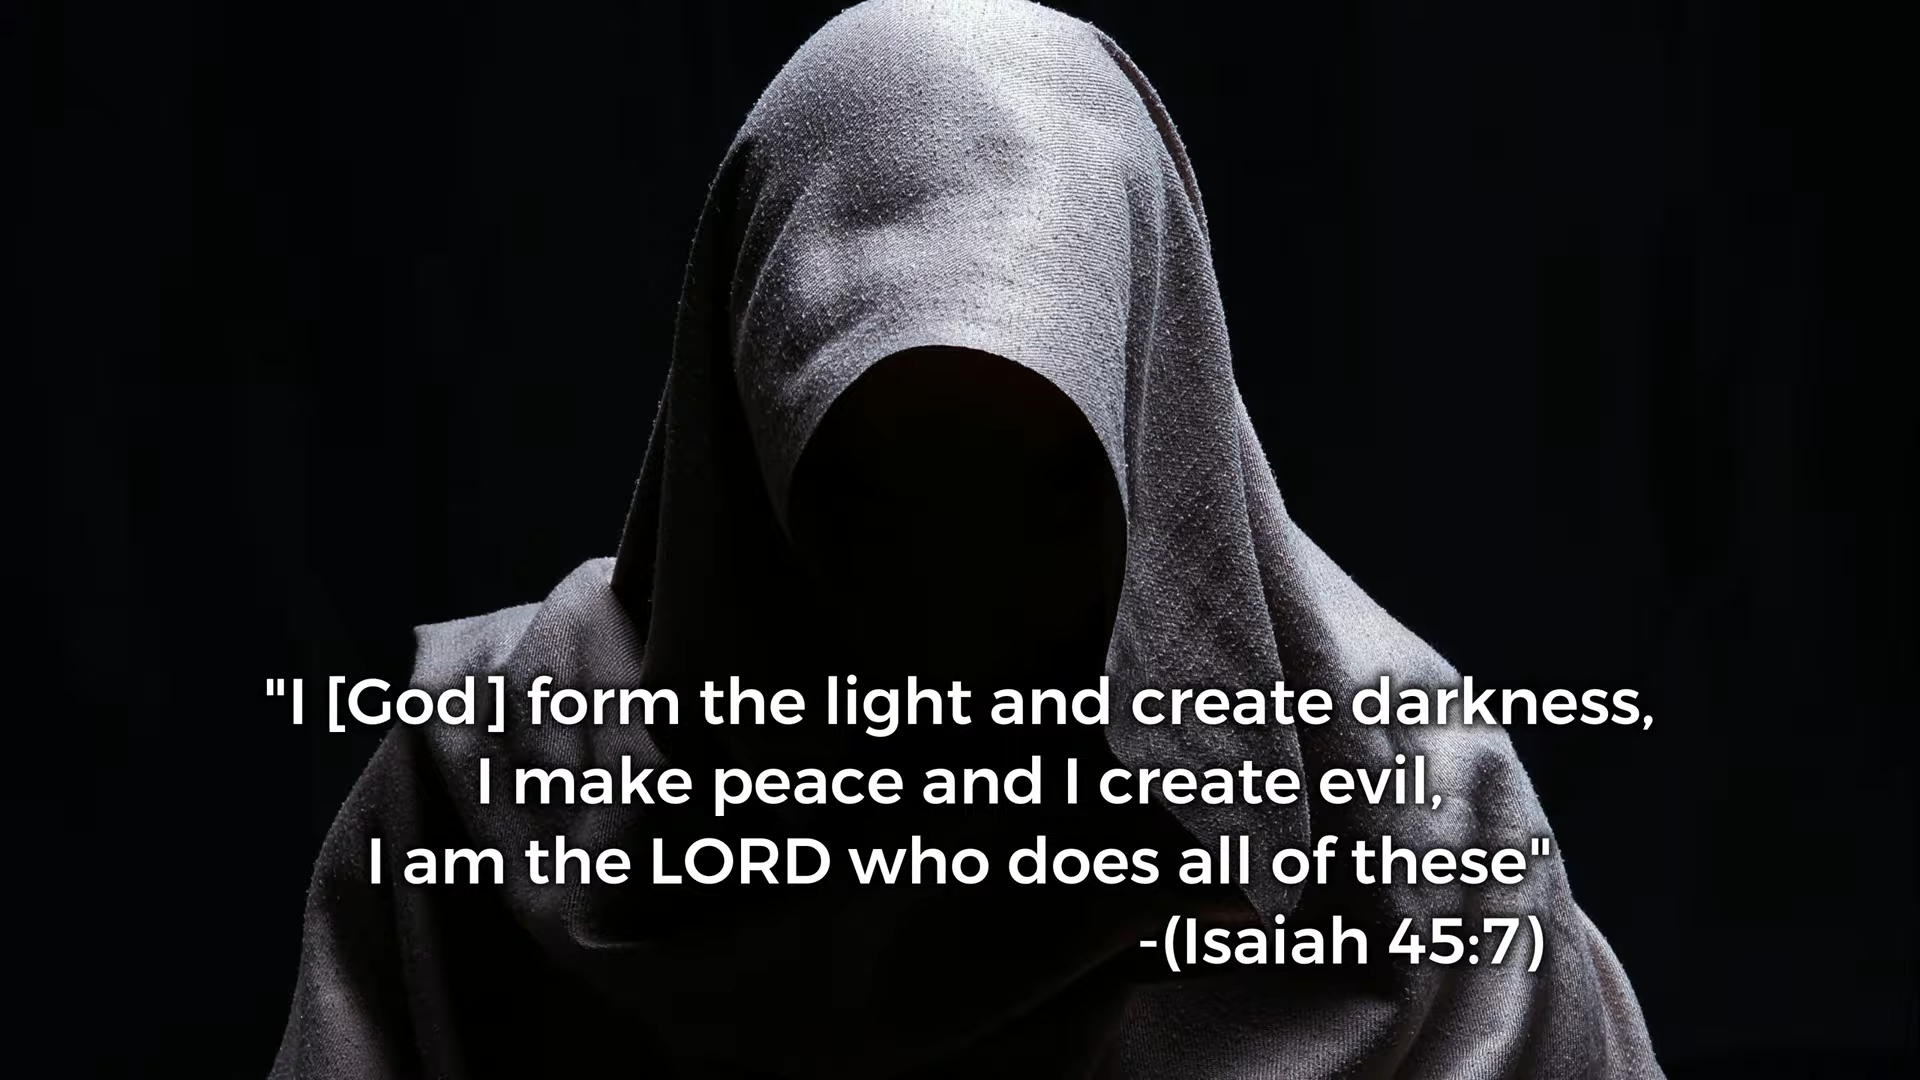 "I [God] form the light and create darkness,
I make peace and I create evil,
I am the LORD who does all of these"
-(Isaiah 45:7)